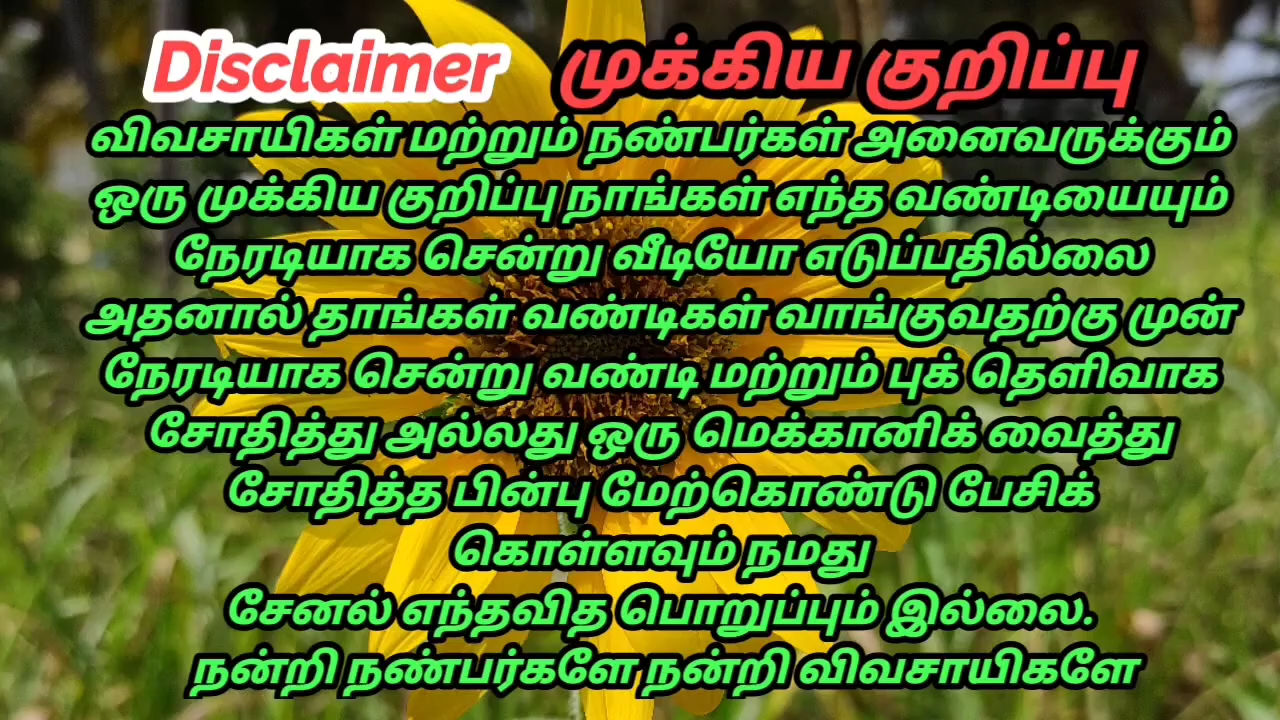 Disclaimer முக்கிய குறிப்பு
விவசாயிகள் மற்றும் நண்பர்கள் அனைவருக்கும்
ஒரு முக்கிய குறிப்பு நாங்கள் எந்த வண்டியையும்
நேரடியாக சென்று வீடியோ எடுப்பதில்லை
அதனால் தாங்கள் வண்டிகள் வாங்குவதற்கு முன்
நேரடியாக சென்று வண்டி மற்றும் புக் தெளிவாக
சோதித்து அல்லது ஒரு மெக்கானிக் வைத்து
சோதித்த பின்பு மேற்கொண்டு பேசிக்
கொள்ளவும் நமது
சேனல் எந்தவித பொறுப்பும் இல்லை.
நன்றி நண்பர்களே நன்றி விவசாயிகளே